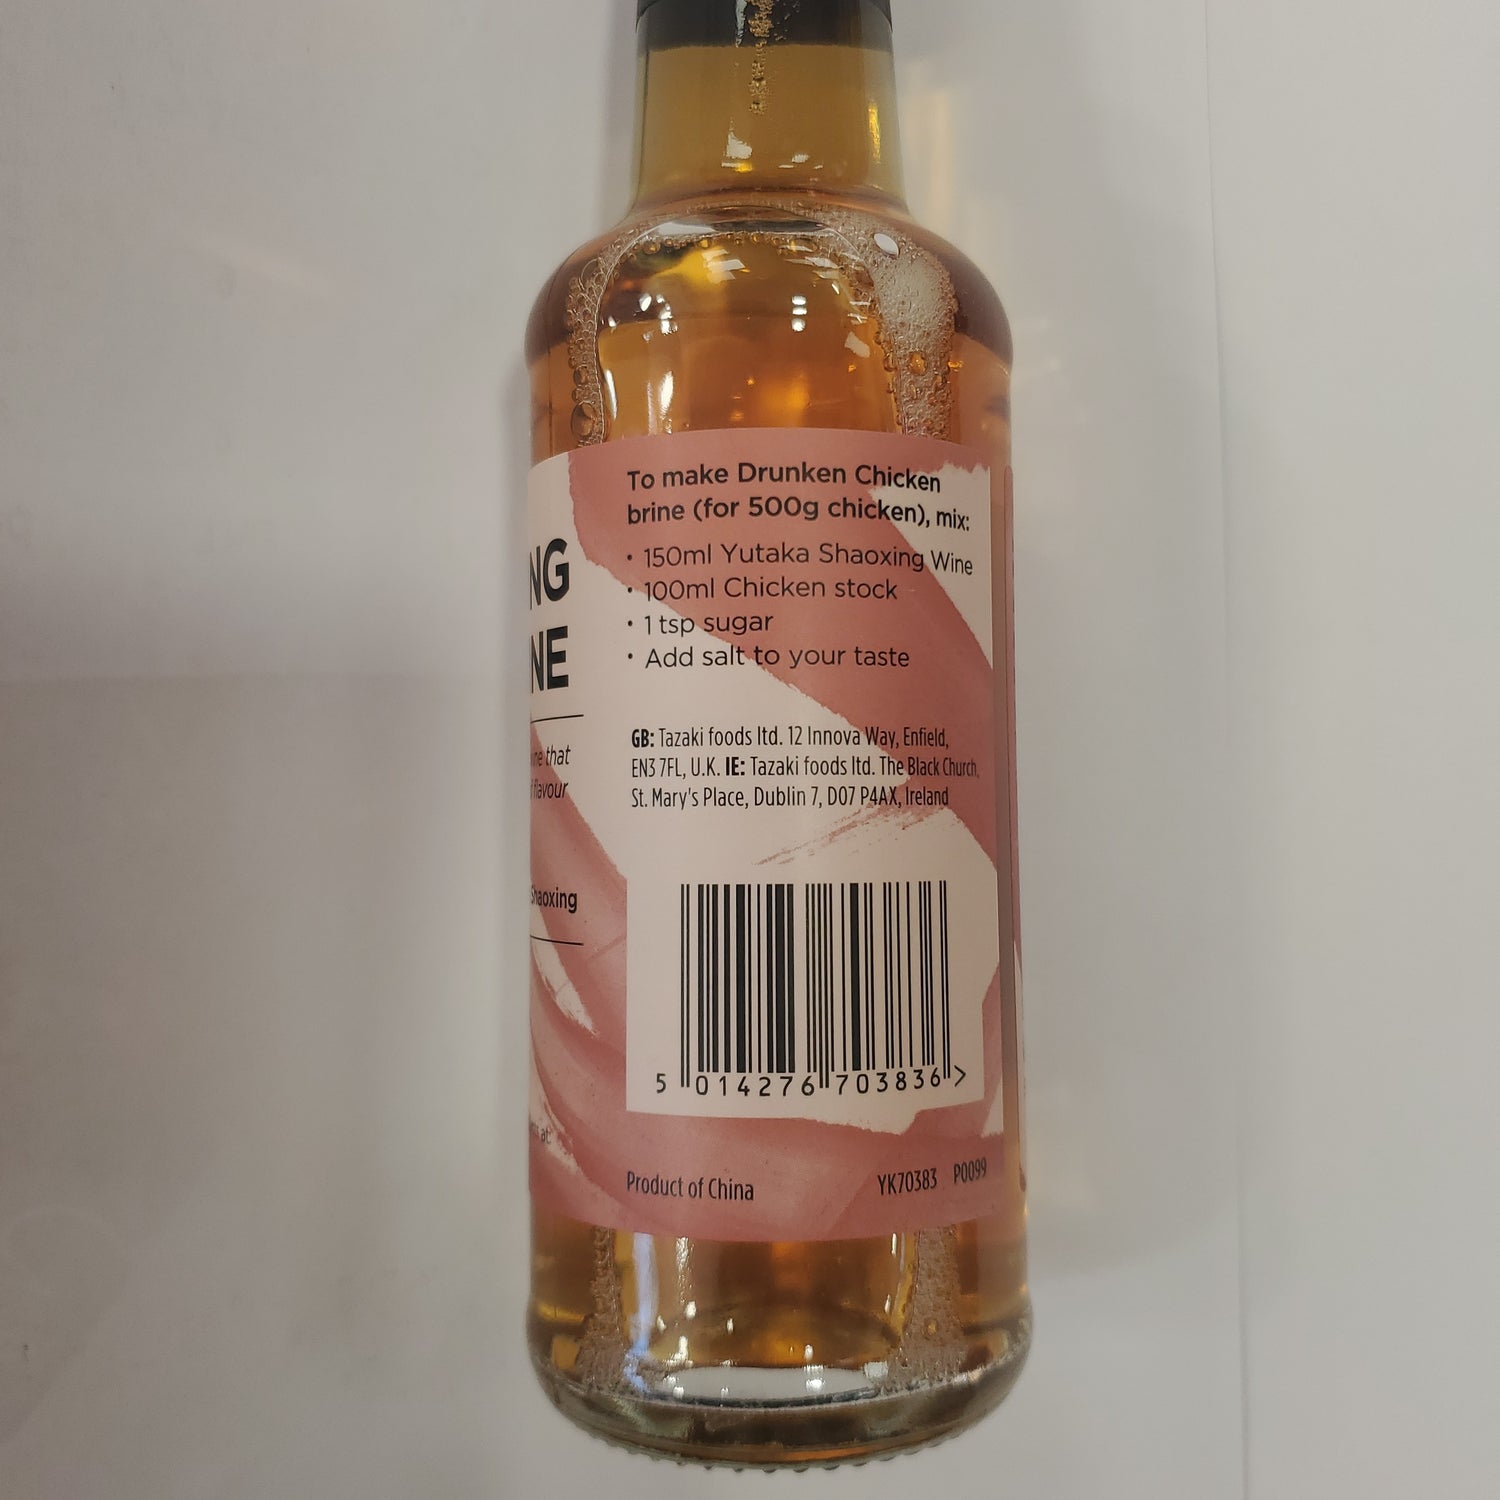 NG
NE
that
flavour
Shaoxing
at
To make Drunken Chicken
brine (for 500g chicken), mix:
• 150ml Yutaka Shaoxing Wine
• 100ml Chicken stock
• 1 tsp sugar
• Add salt to your taste
GB: Tazaki foods ltd. 12 Innova Way, Enfield,
EN3 7FL, U.K. IE: Tazaki foods ltd. The Black Church,
St. Mary's Place, Dublin 7, D07 P4AX, Ireland
5 014276 703836 >
Product of China YK70383 P0099